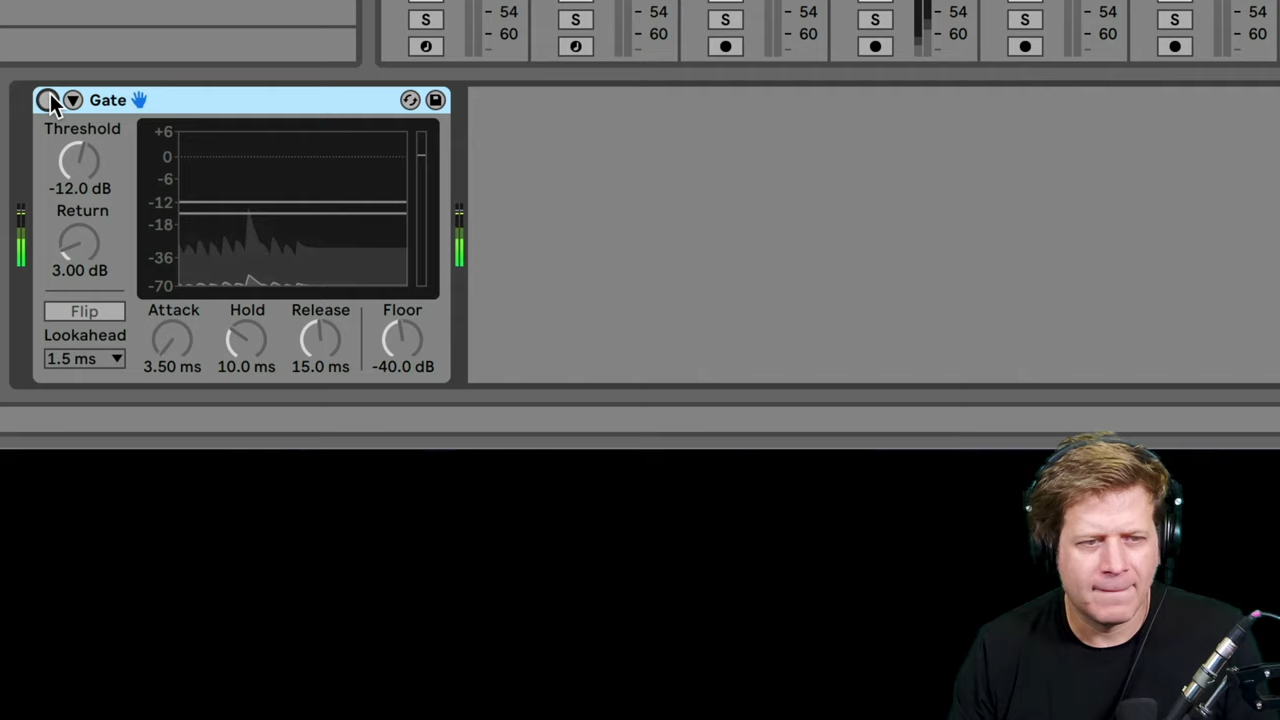 S 54 S 54 S 54 S 54 S 54 S 54
60 60 60 60 60 60
Gate
Threshold
-12.0 dB
Return
3.00 dB
Flip
Lookahead
1.5 ms
+6
0
-6
-12
-18
-36
-70
Attack Hold Release Floor
3.50 ms 10.0 ms 15.0 ms -40.0 dB